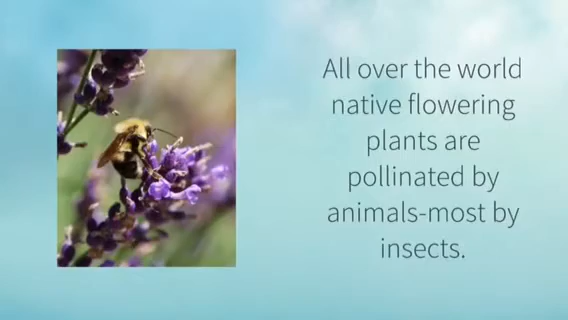 All over the world
native flowering
plants are
pollinated by
animals-most by
insects.